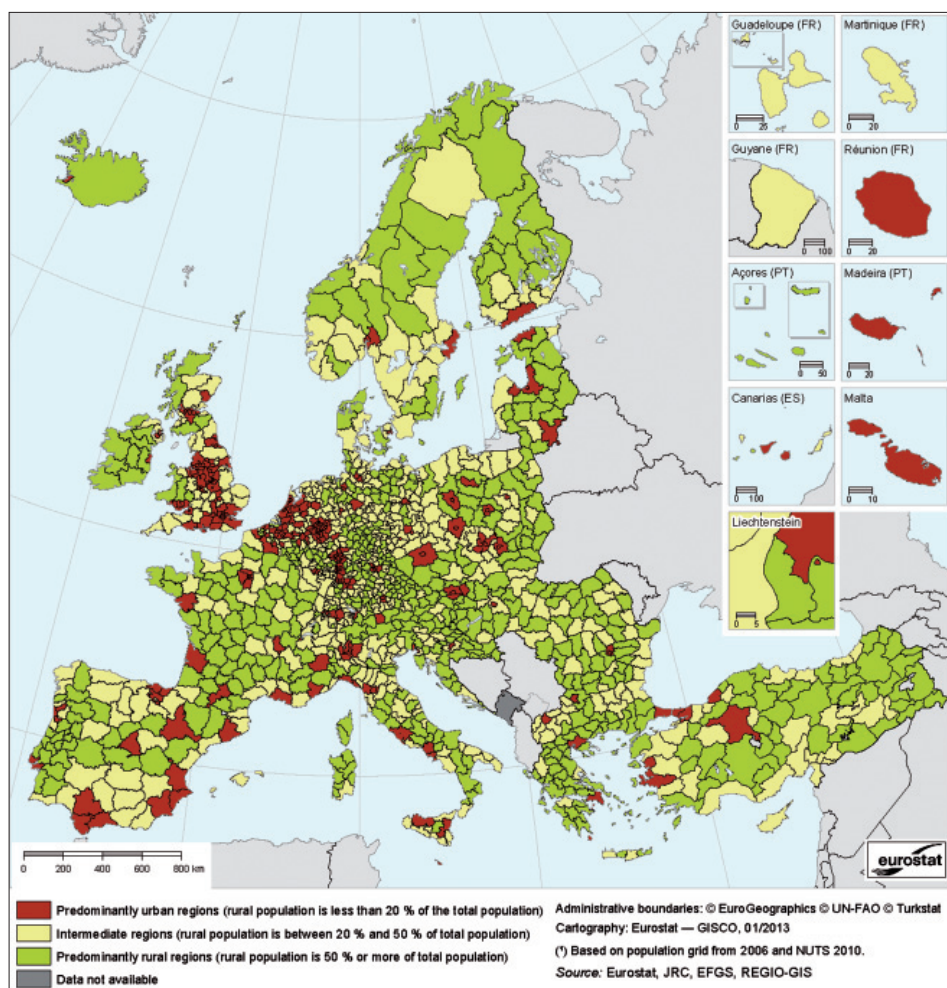 Guadeloupe (FR)
0 25
Martinique (FR)
0 20
Guyane (FR)
0 100
Réunion (FR)
0 20
Açores (PT)
0 50
Madeira (PT)
0 20
Canarias (ES)
0 100
Malta
0 10
Liechtenstein
0 5
eurostat
0 200 400 600 800 km
Predominantly urban regions (rural population is less than 20 % of the total population)
Intermediate regions (rural population is between 20 % and 50 % of total population)
Predominantly rural regions (rural population is 50 % or more of total population)
Data not available
Administrative boundaries: © EuroGeographics © UN-FAO © Turkstat
Cartography: Eurostat — GISCO, 01/2013
(¹) Based on population grid from 2006 and NUTS 2010.
Source: Eurostat, JRC, EFGS, REGIO-GIS